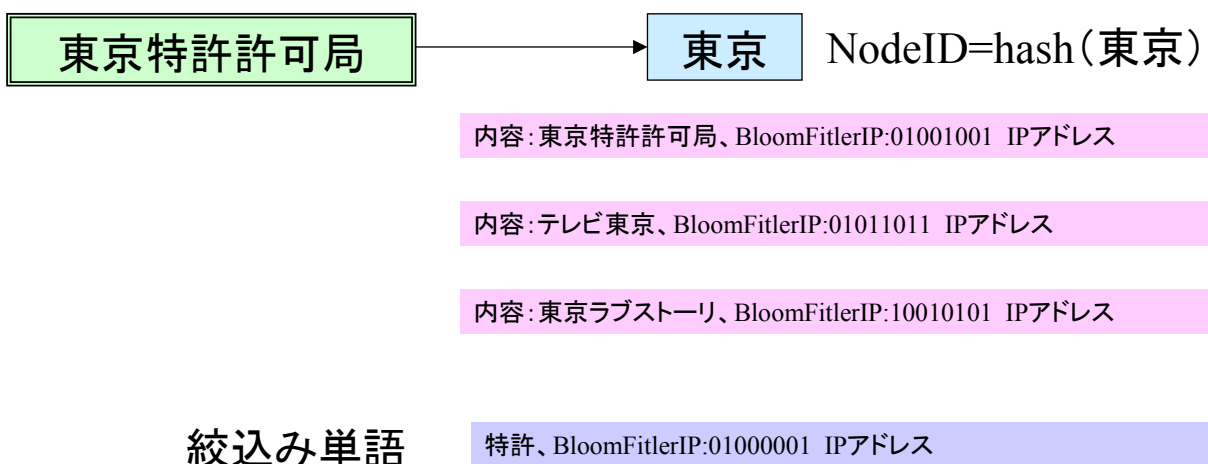 東京特許許可局
東京 NodeID=hash(東京)
内容:東京特許許可局、BloomFitlerIP:01001001 IPアドレス
内容:テレビ東京、BloomFitlerIP:01011011 IPアドレス
内容:東京ラブストーリ、BloomFitlerIP:10010101 IPアドレス
絞込み単語 特許、BloomFitlerIP:01000001 IPアドレス